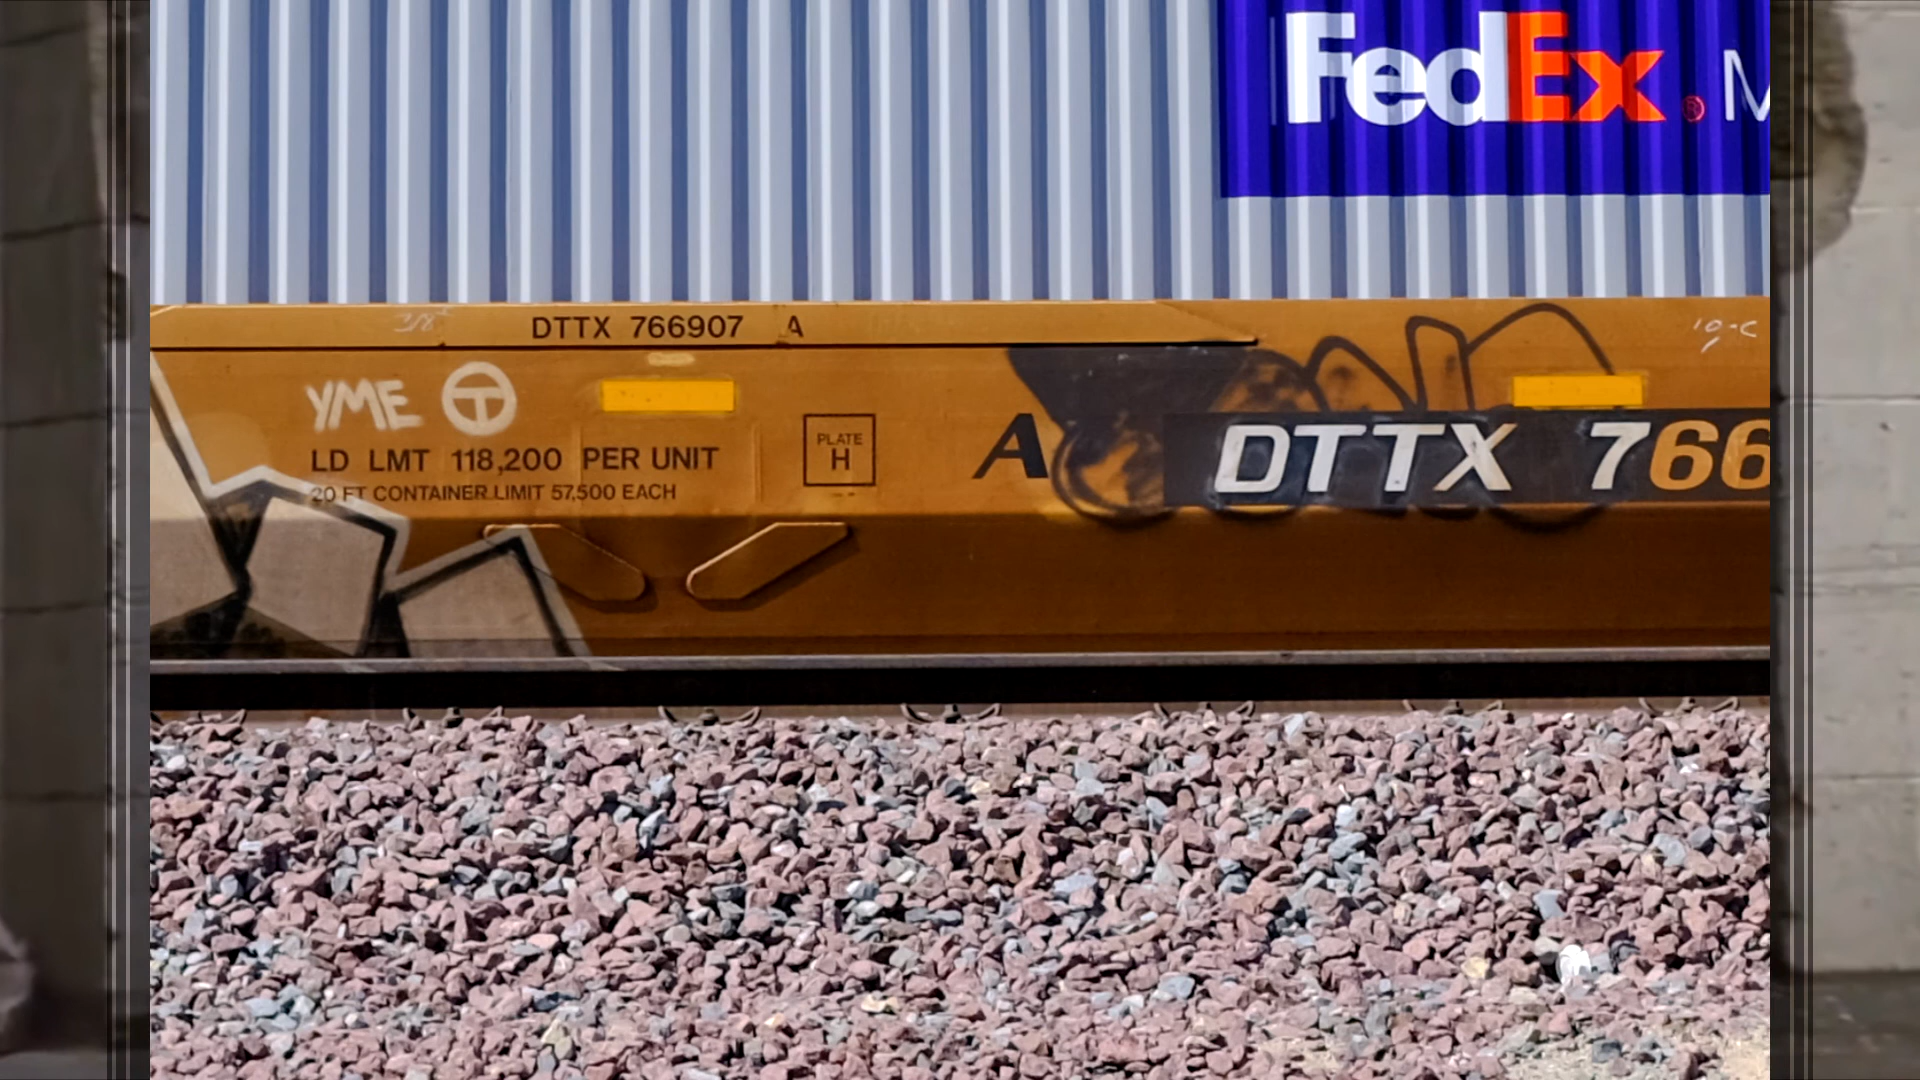 FedEx®
DTTX 766907 A
YME T
LD LMT 118,200 PER UNIT
20 FT CONTAINER LIMIT 57,500 EACH
PLATE
H
A
DTTX 766